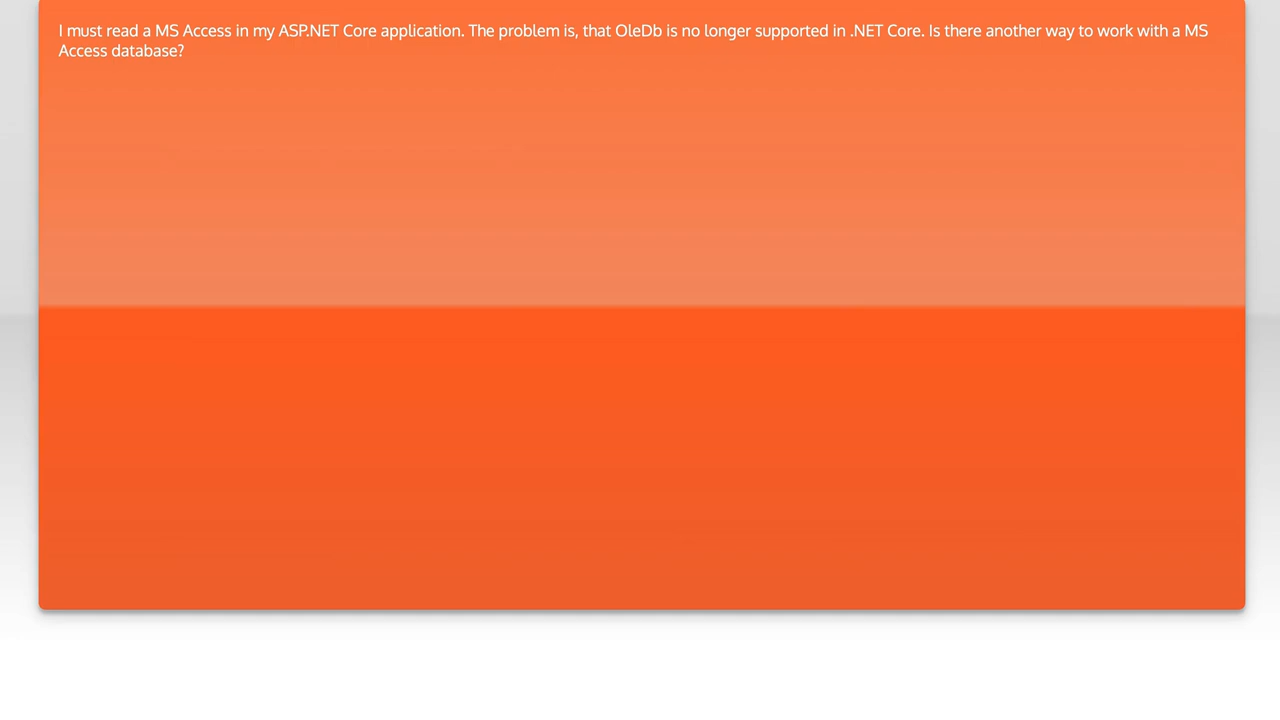 I must read a MS Access in my ASP.NET Core application. The problem is, that OleDb is no longer supported in .NET Core. Is there another way to work with a MS
Access database?